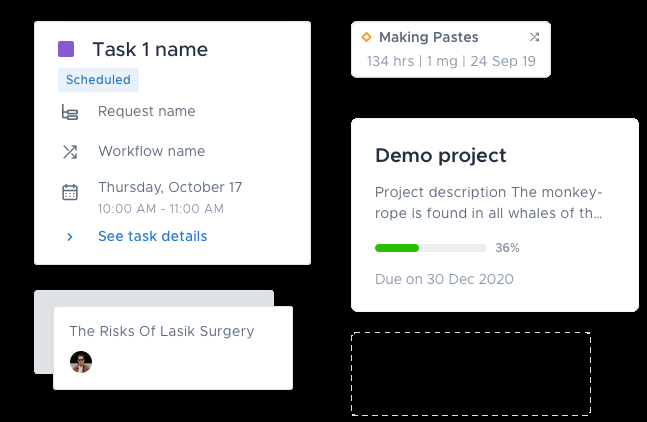 Task 1 name
Scheduled
Request name
Workflow name
Thursday, October 17
10:00 AM - 11:00 AM
See task details
The Risks Of Lasik Surgery
Making Pastes
134 hrs | 1 mg | 24 Sep 19
Demo project
Project description The monkey-
rope is found in all whales of th...
36%
Due on 30 Dec 2020